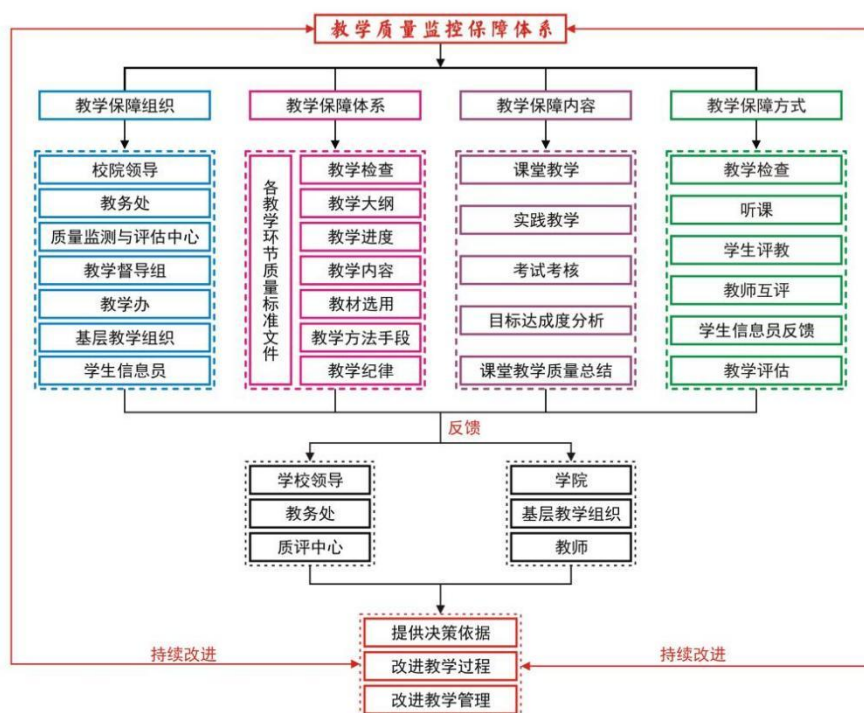 教学质量监控保障体系
教学保障组织
教学保障体系
教学保障内容
教学保障方式
校院领导
教务处
质量监测与评估中心
教学督导组
教学办
基层教学组织
学生信息员
各教学环节质量标准文件
教学检查
教学大纲
教学进度
教学内容
教材选用
教学方法手段
教学纪律
课堂教学
实践教学
考试考核
目标达成度分析
课堂教学质量总结
教学检查
听课
学生评教
教师互评
学生信息员反馈
教学评估
反馈
学校领导
教务处
质评中心
学院
基层教学组织
教师
提供决策依据
持续改进
改进教学过程
持续改进
改进教学管理